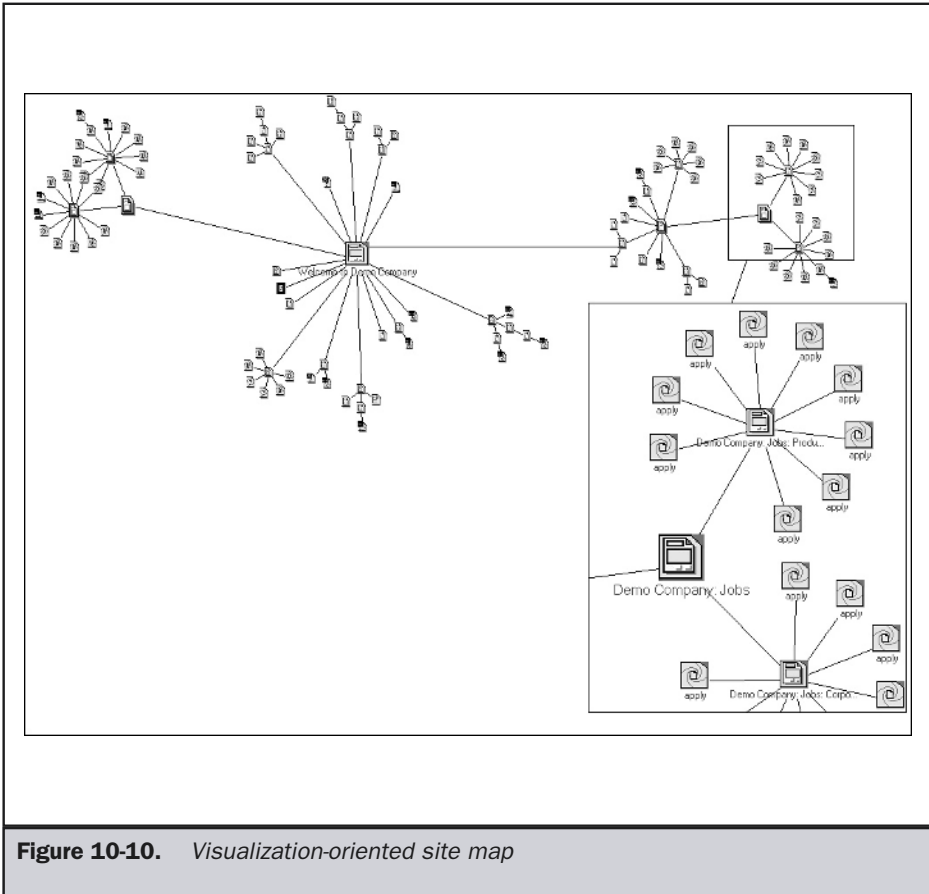 Welcome to Demo Company
apply
apply
apply
apply
apply
Demo Company: Jobs: Produ...
apply
apply
apply
apply
Demo Company: Jobs
apply
apply
apply
apply
Demo Company: Jobs: Corpo...
Figure 10-10. Visualization-oriented site map